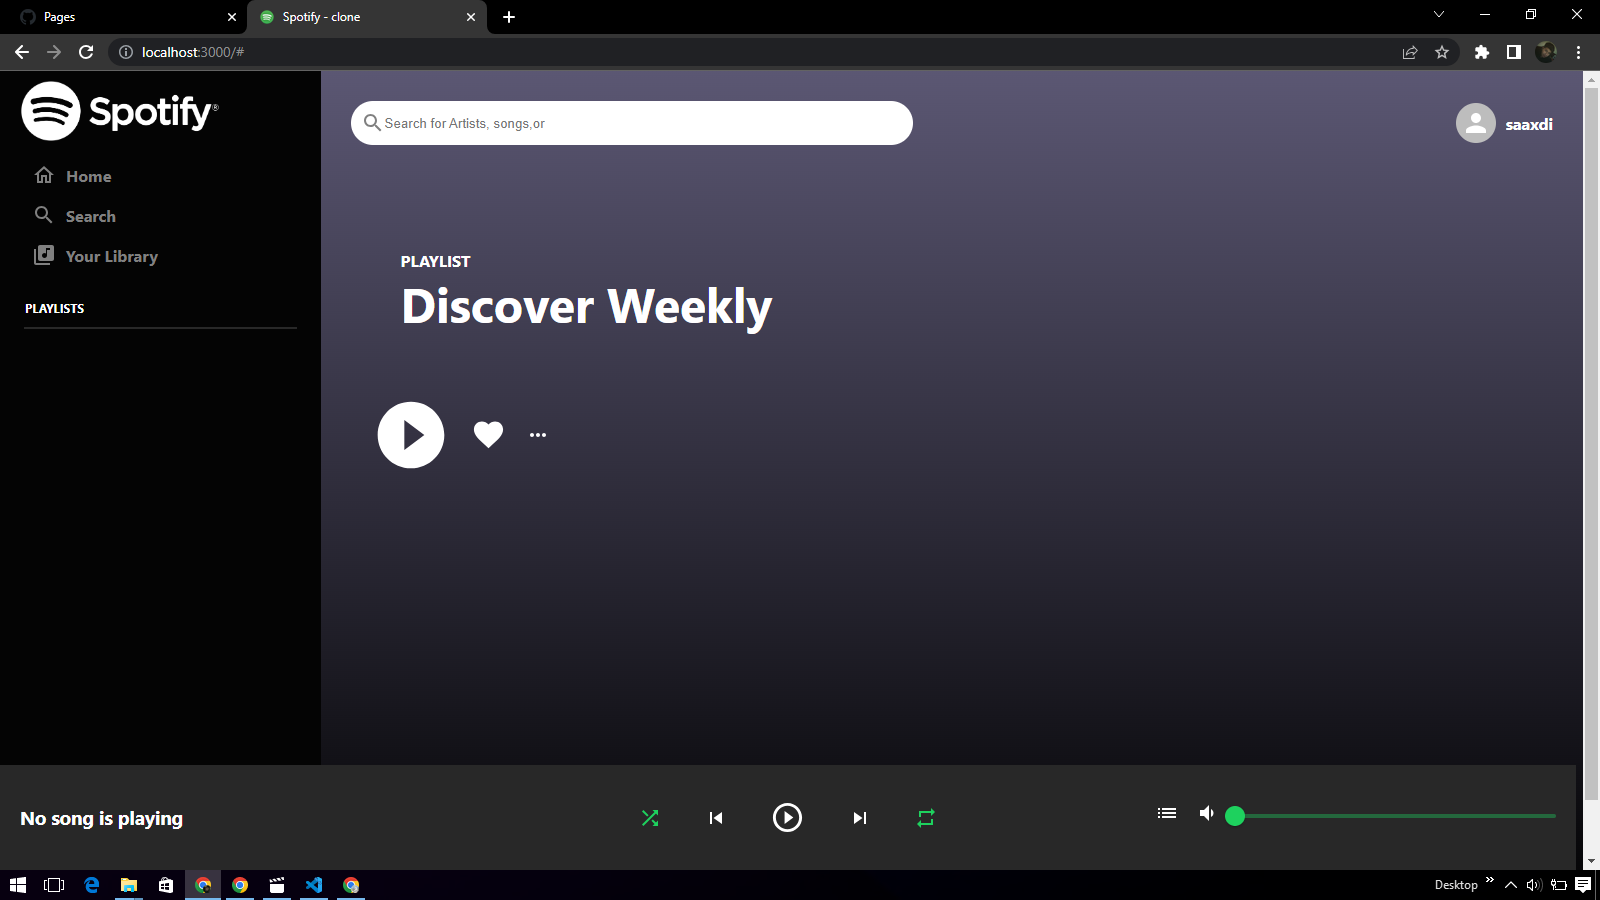 Pages
Spotify - clone
localhost:3000/#
Spotify®
Search for Artists, songs,or
saaxdi
Home
Search
Your Library
PLAYLISTS
PLAYLIST
Discover Weekly
No song is playing
Desktop